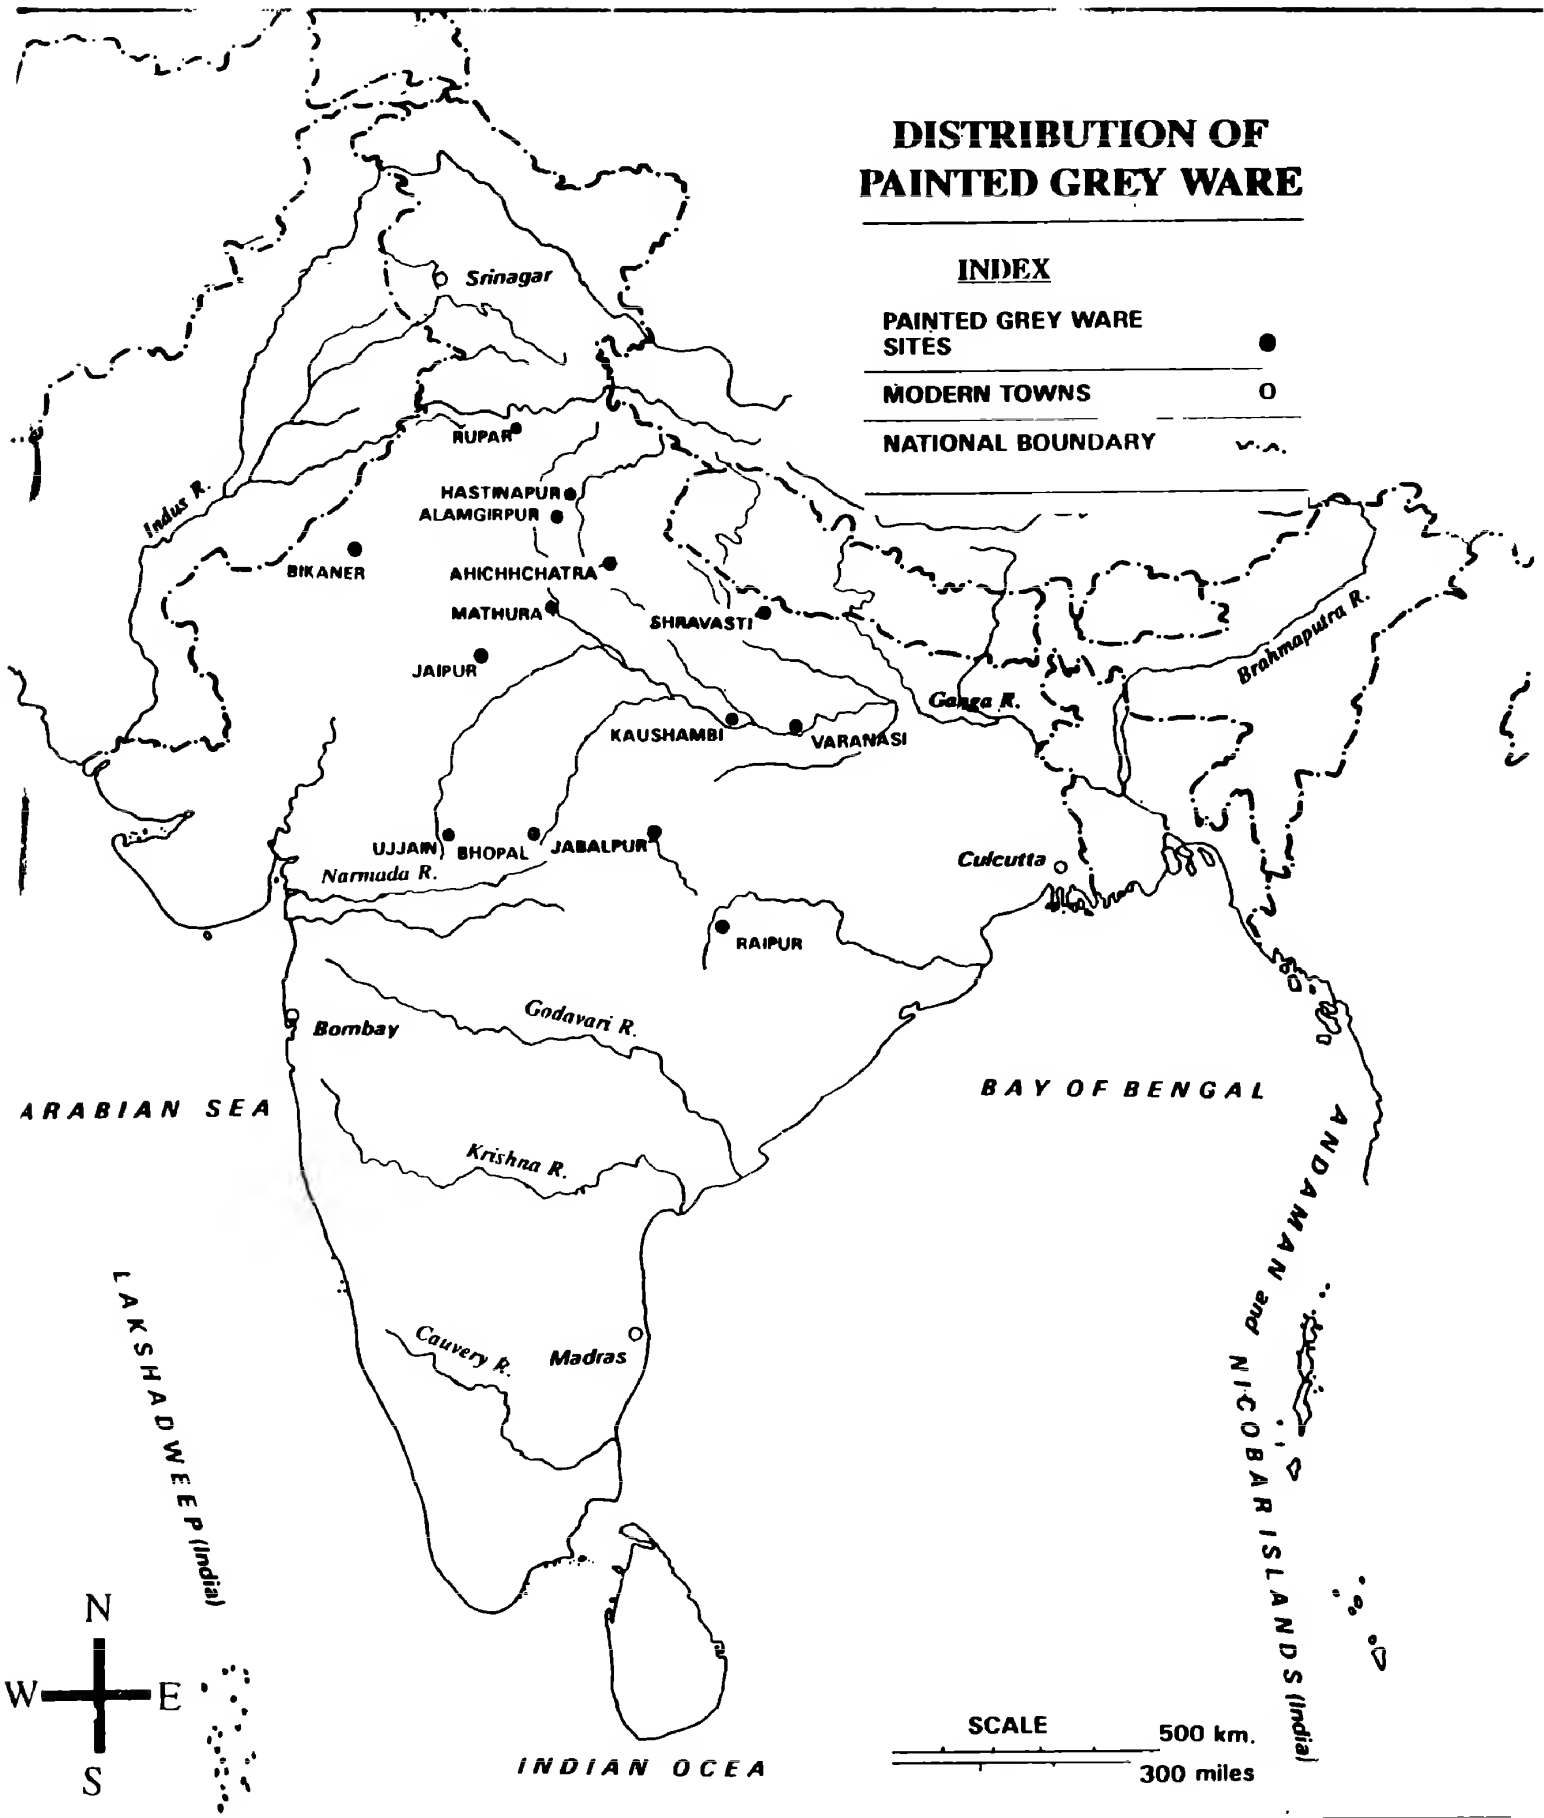 DISTRIBUTION OF
PAINTED GREY WARE
INDEX
PAINTED GREY WARE
SITES
MODERN TOWNS
NATIONAL BOUNDARY
Srinagar
RUPAR
Indus R.
HASTINAPUR
ALAMGIRPUR
BIKANER
AHICHHCHATRA
MATHURA
SHRAVASTI
Brahmaputra R.
JAIPUR
Ganga R.
KAUSHAMBI
VARANASI
UJJAIN
BHOPAL
JABALPUR
Culcutta
Narmada R.
RAIPUR
Godavari R.
Bombay
BAY OF BENGAL
ARABIAN SEA
Krishna R.
ANDAMAN and NICOBAR ISLANDS (India)
LAKSHADWEEP (India)
Cauvery R.
Madras
N
W
E
S
SCALE
500 km.
300 miles
INDIAN OCEA